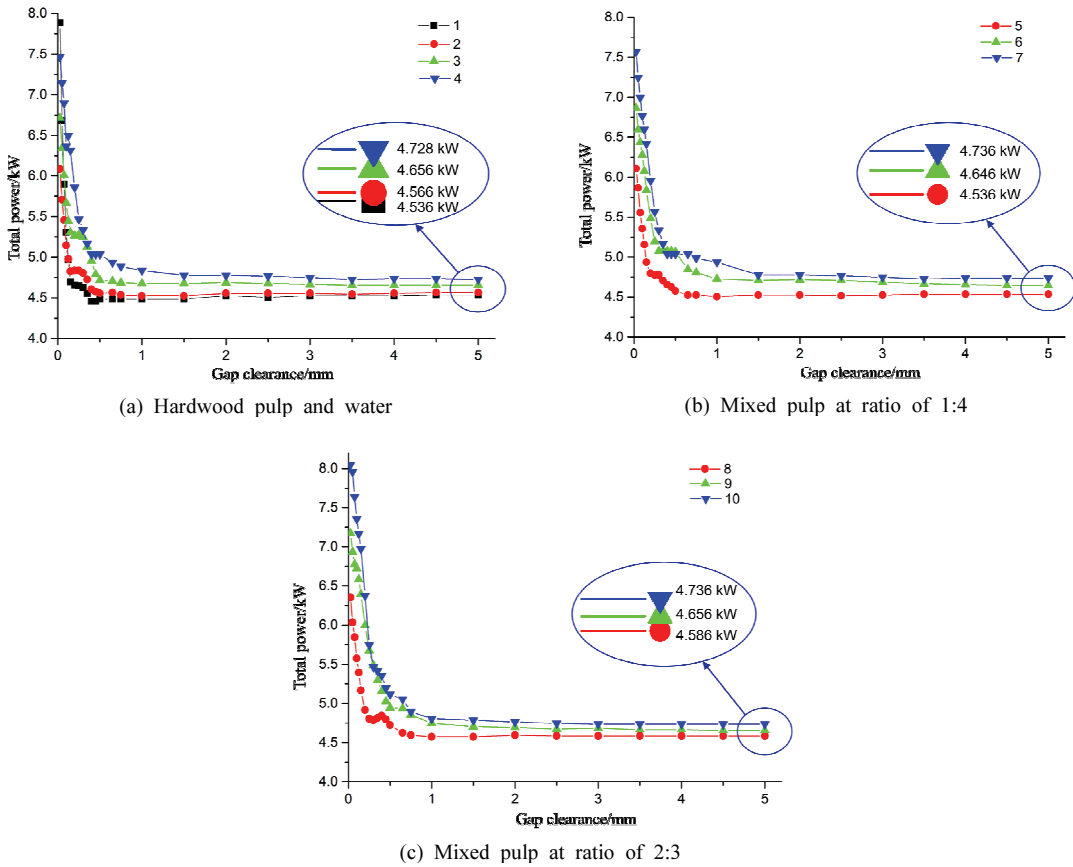 8.0
7.5
7.0
6.5
6.0
5.5
5.0
4.5
4.0
Total power/kW
1
2
3
4
4.728 kW
4.656 kW
4.566 kW
4.536 kW
0 1 2 3 4 5
Gap clearance/mm
(a) Hardwood pulp and water
8.0
7.5
7.0
6.5
6.0
5.5
5.0
4.5
4.0
Total power/kW
5
6
7
4.736 kW
4.646 kW
4.536 kW
0 1 2 3 4 5
Gap clearance/mm
(b) Mixed pulp at ratio of 1:4
8.0
7.5
7.0
6.5
6.0
5.5
5.0
4.5
4.0
Total power/kW
8
9
10
4.736 kW
4.656 kW
4.586 kW
0 1 2 3 4 5
Gap clearance/mm
(c) Mixed pulp at ratio of 2:3